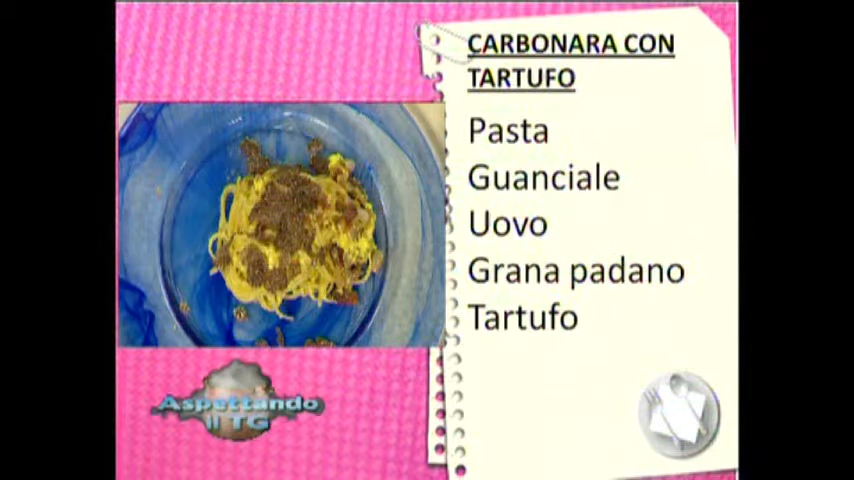 CARBONARA CON
TARTUFO
Pasta
Guanciale
Uovo
Grana padano
Tartufo
Aspettando
il TG